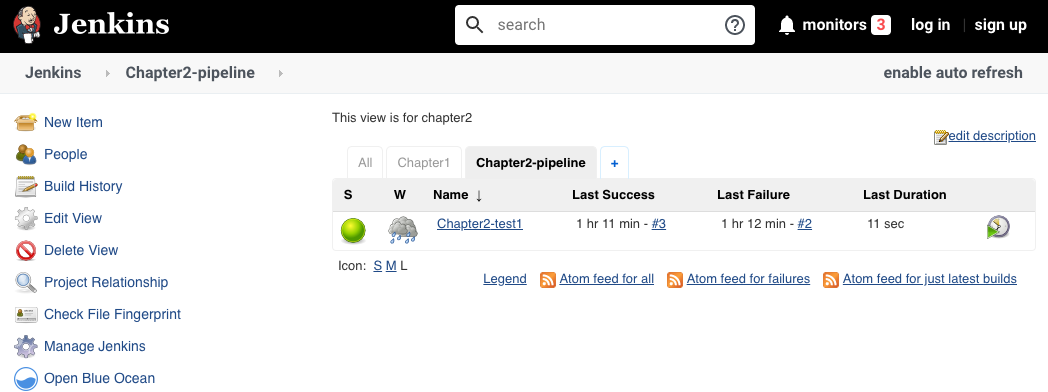 Jenkins
search
monitors 3
log in
sign up
Jenkins
Chapter2-pipeline
enable auto refresh
New Item
People
Build History
Edit View
Delete View
Project Relationship
Check File Fingerprint
Manage Jenkins
Open Blue Ocean
This view is for chapter2
edit description
All
Chapter1
Chapter2-pipeline
+
S W Name ↓ Last Success Last Failure Last Duration
Chapter2-test1 1 hr 11 min - #3 1 hr 12 min - #2 11 sec
Icon: S M L
Legend Atom feed for all Atom feed for failures Atom feed for just latest builds